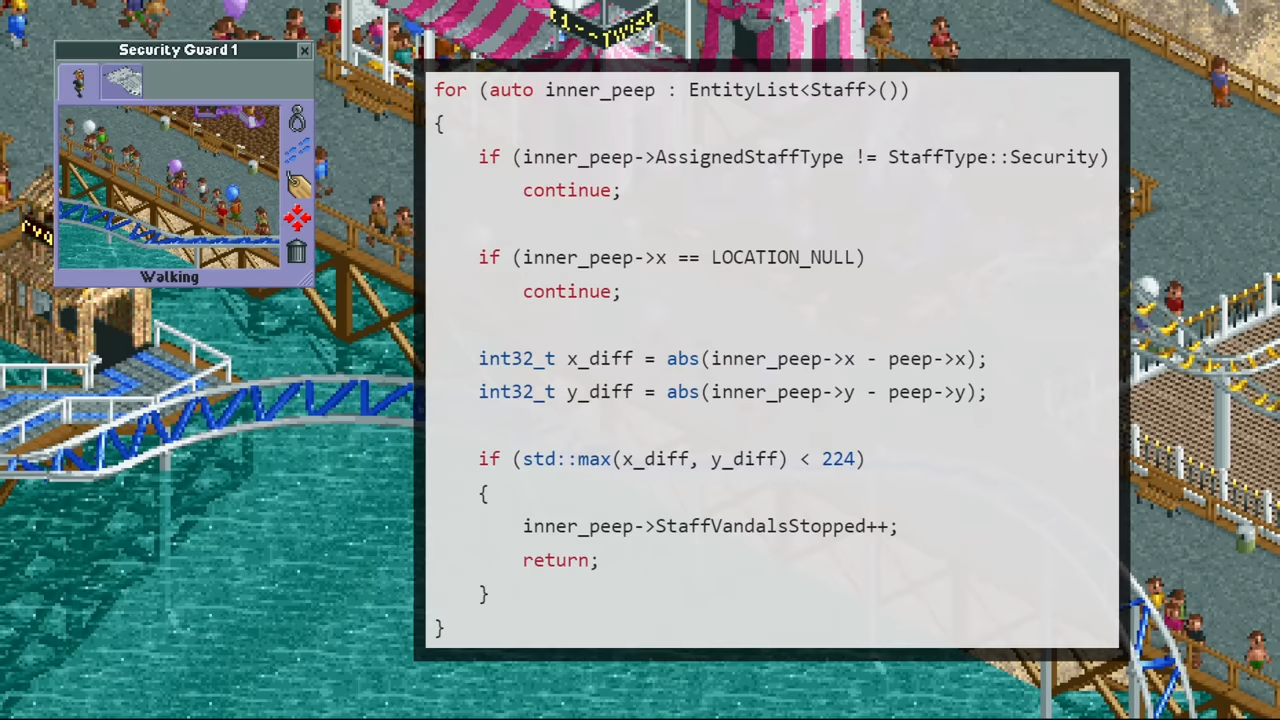 1 - Twist
Security Guard 1
Walking
for (auto inner_peep : EntityList<Staff>())
{
if (inner_peep->AssignedStaffType != StaffType::Security)
continue;
if (inner_peep->x == LOCATION_NULL)
continue;
int32_t x_diff = abs(inner_peep->x - peep->x);
int32_t y_diff = abs(inner_peep->y - peep->y);
if (std::max(x_diff, y_diff) < 224)
{
inner_peep->StaffVandalsStopped++;
return;
}
}